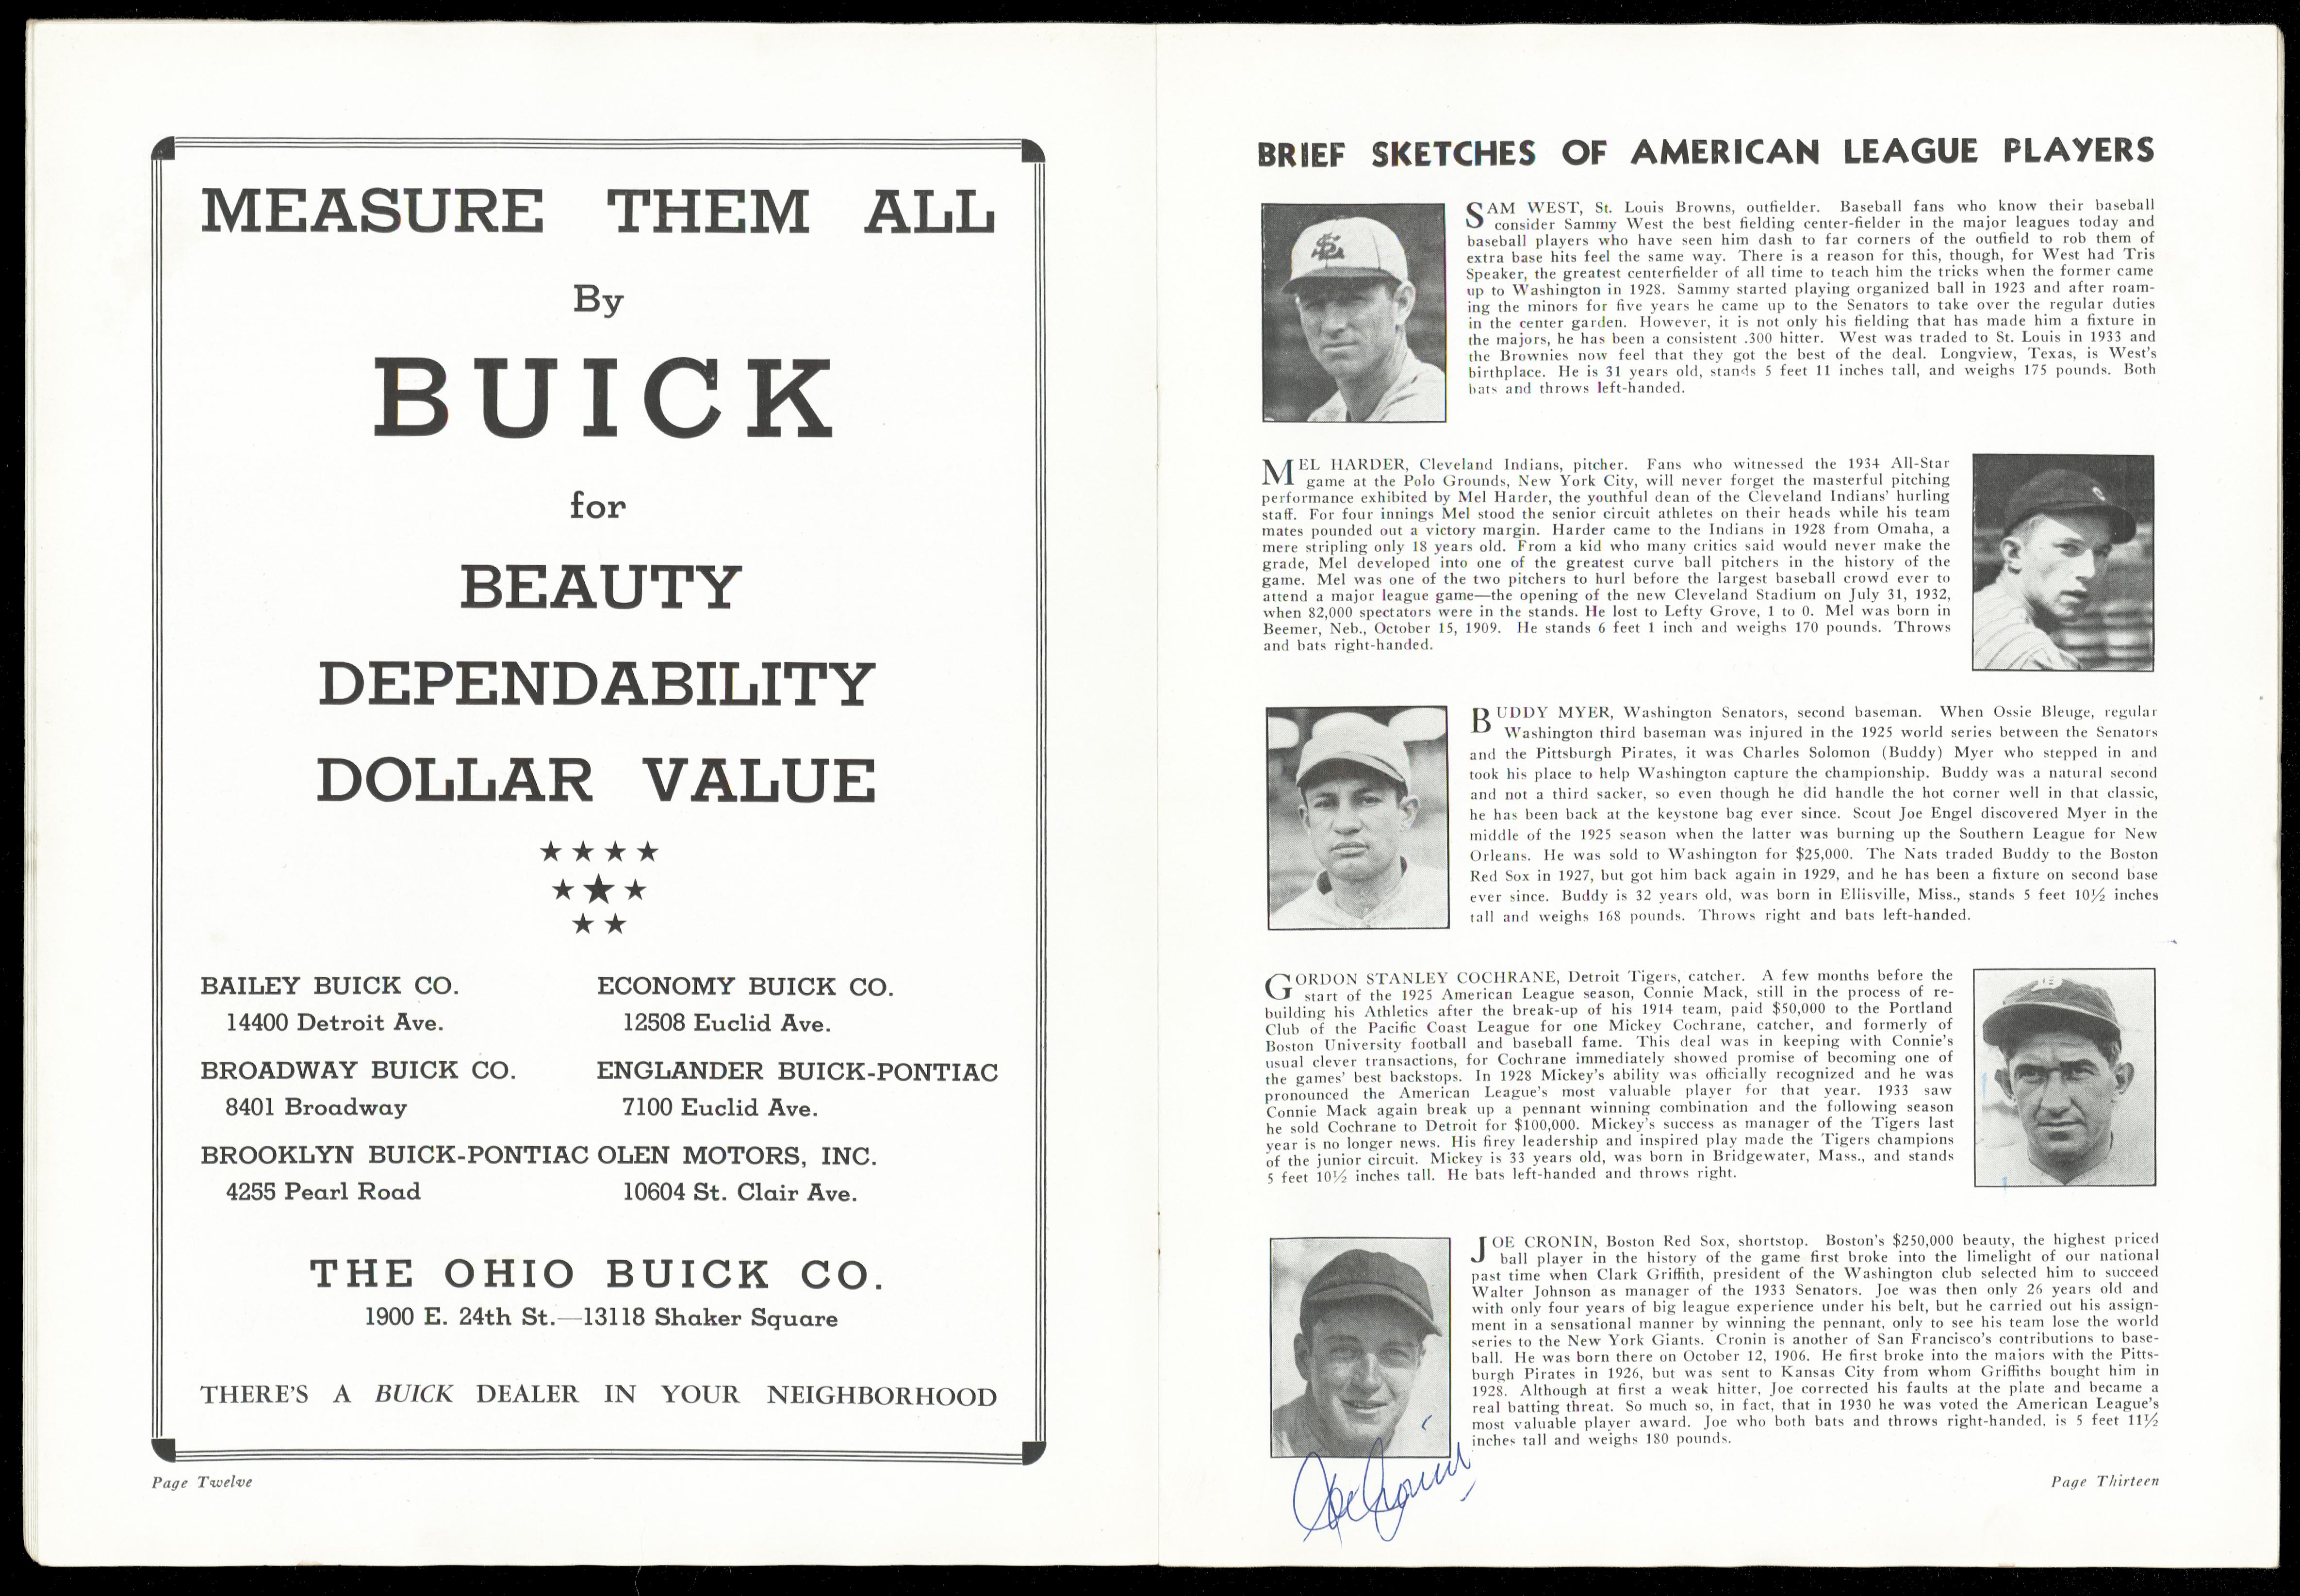 MEASURE THEM ALL
By
BUICK
for
BEAUTY
DEPENDABILITY
DOLLAR VALUE
BAILEY BUICK CO.
14400 Detroit Ave.
BROADWAY BUICK CO.
8401 Broadway
BROOKLYN BUICK-PONTIAC
4255 Pearl Road
ECONOMY BUICK CO.
12508 Euclid Ave.
ENGLANDER BUICK-PONTIAC
7100 Euclid Ave.
OLEN MOTORS, INC.
10604 St. Clair Ave.
THE OHIO BUICK CO.
1900 E. 24th St.—13118 Shaker Square
THERE'S A BUICK DEALER IN YOUR NEIGHBORHOOD
Page Twelve
BRIEF SKETCHES OF AMERICAN LEAGUE PLAYERS
SAM WEST, St. Louis Browns, outfielder. Baseball fans who know their baseball
consider Sammy West the best fielding center-fielder in the major leagues today and
baseball players who have seen him dash to far corners of the outfield to rob them of
extra base hits feel the same way. There is a reason for this, though, for West had Tris
Speaker, the greatest centerfielder of all time to teach him the tricks when the former came
up to Washington in 1928. Sammy started playing organized ball in 1923 and after roam-
ing the minors for five years he came up to the Senators to take over the regular duties
in the center garden. However, it is not only his fielding that has made him a fixture in
the majors, he has been a consistent .300 hitter. West was traded to St. Louis in 1933 and
the Brownies now feel that they got the best of the deal. Longview, Texas, is West's
birthplace. He is 31 years old, stands 5 feet 11 inches tall, and weighs 175 pounds. Both
bats and throws left-handed.
MEL HARDER, Cleveland Indians, pitcher. Fans who witnessed the 1934 All-Star
game at the Polo Grounds, New York City, will never forget the masterful pitching
performance exhibited by Mel Harder, the youthful dean of the Cleveland Indians' hurling
staff. For four innings Mel stood the senior circuit athletes on their heads while his team
mates pounded out a victory margin. Harder came to the Indians in 1928 from Omaha, a
mere stripling only 18 years old. From a kid who many critics said would never make the
grade, Mel developed into one of the greatest curve ball pitchers in the history of the
game. Mel was one of the two pitchers to hurl before the largest baseball crowd ever to
attend a major league game—the opening of the new Cleveland Stadium on July 31, 1932,
when 82,000 spectators were in the stands. He lost to Lefty Grove, 1 to 0. Mel was born in
Beemer, Neb., October 15, 1909. He stands 6 feet 1 inch and weighs 170 pounds. Throws
and bats right-handed.
BUDDY MYER, Washington Senators, second baseman. When Ossie Bleuge, regular
Washington third baseman was injured in the 1925 world series between the Senators
and the Pittsburgh Pirates, it was Charles Solomon (Buddy) Myer who stepped in and
took his place to help Washington capture the championship. Buddy was a natural second
and not a third sacker, so even though he did handle the hot corner well in that classic,
he has been back at the keystone bag ever since. Scout Joe Engel discovered Myer in the
middle of the 1925 season when the latter was burning up the Southern League for New
Orleans. He was sold to Washington for $25,000. The Nats traded Buddy to the Boston
Red Sox in 1927, but got him back again in 1929, and he has been a fixture on second base
ever since. Buddy is 32 years old, was born in Ellisville, Miss., stands 5 feet 10½ inches
tall and weighs 168 pounds. Throws right and bats left-handed.
GORDON STANLEY COCHRANE, Detroit Tigers, catcher. A few months before the
start of the 1925 American League season, Connie Mack, still in the process of re-
building his Athletics after the break-up of his 1914 team, paid $50,000 to the Portland
Club of the Pacific Coast League for one Mickey Cochrane, catcher, and formerly of
Boston University football and baseball fame. This deal was in keeping with Connie's
usual clever transactions, for Cochrane immediately showed promise of becoming one of
the games' best backstops. In 1928 Mickey's ability was officially recognized and he was
pronounced the American League's most valuable player for that year. 1933 saw
Connie Mack again break up a pennant winning combination and the following season
he sold Cochrane to Detroit for $100,000. Mickey's success as manager of the Tigers last
year is no longer news. His firey leadership and inspired play made the Tigers champions
of the junior circuit. Mickey is 33 years old, was born in Bridgewater, Mass., and stands
5 feet 10½ inches tall. He bats left-handed and throws right.
JOE CRONIN, Boston Red Sox, shortstop. Boston's $250,000 beauty, the highest priced
ball player in the history of the game first broke into the limelight of our national
past time when Clark Griffith, president of the Washington club selected him to succeed
Walter Johnson as manager of the 1933 Senators. Joe was then only 26 years old and
with only four years of big league experience under his belt, but he carried out his assign-
ment in a sensational manner by winning the pennant, only to see his team lose the world
series to the New York Giants. Cronin is another of San Francisco's contributions to base-
ball. He was born there on October 12, 1906. He first broke into the majors with the Pitts-
burgh Pirates in 1926, but was sent to Kansas City from whom Griffiths bought him in
1928. Although at first a weak hitter, Joe corrected his faults at the plate and became a
real batting threat. So much so, in fact, that in 1930 he was voted the American League's
most valuable player award. Joe who both bats and throws right-handed, is 5 feet 11½
inches tall and weighs 180 pounds.
Joe Cronin
Page Thirteen